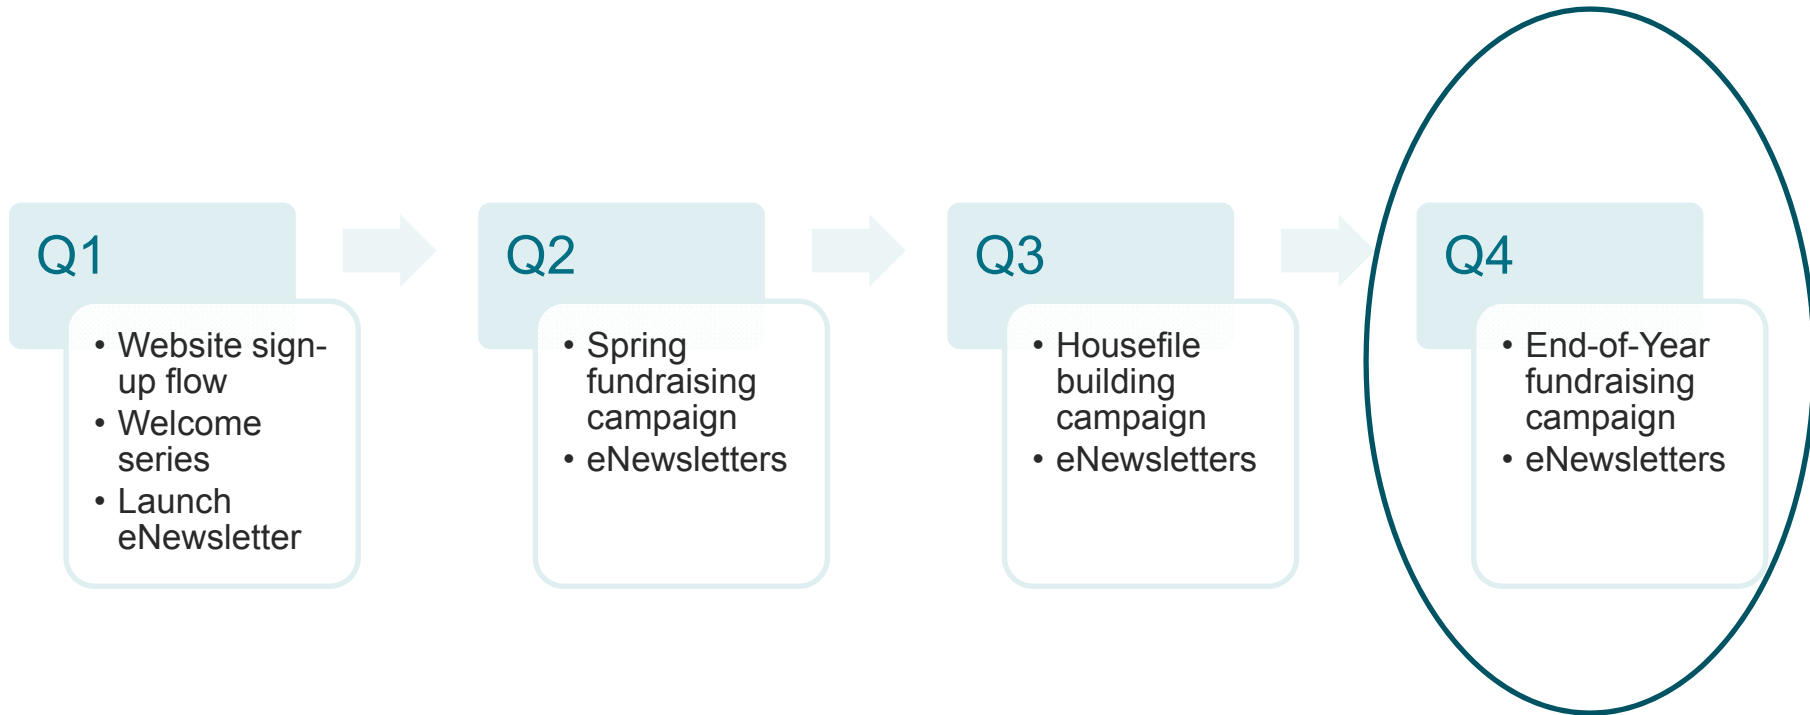 Q1
• Website sign-
up flow
• Welcome
series
• Launch
eNewsletter
Q2
• Spring
fundraising
campaign
• eNewsletters
Q3
• Housefile
building
campaign
• eNewsletters
Q4
• End-of-Year
fundraising
campaign
• eNewsletters